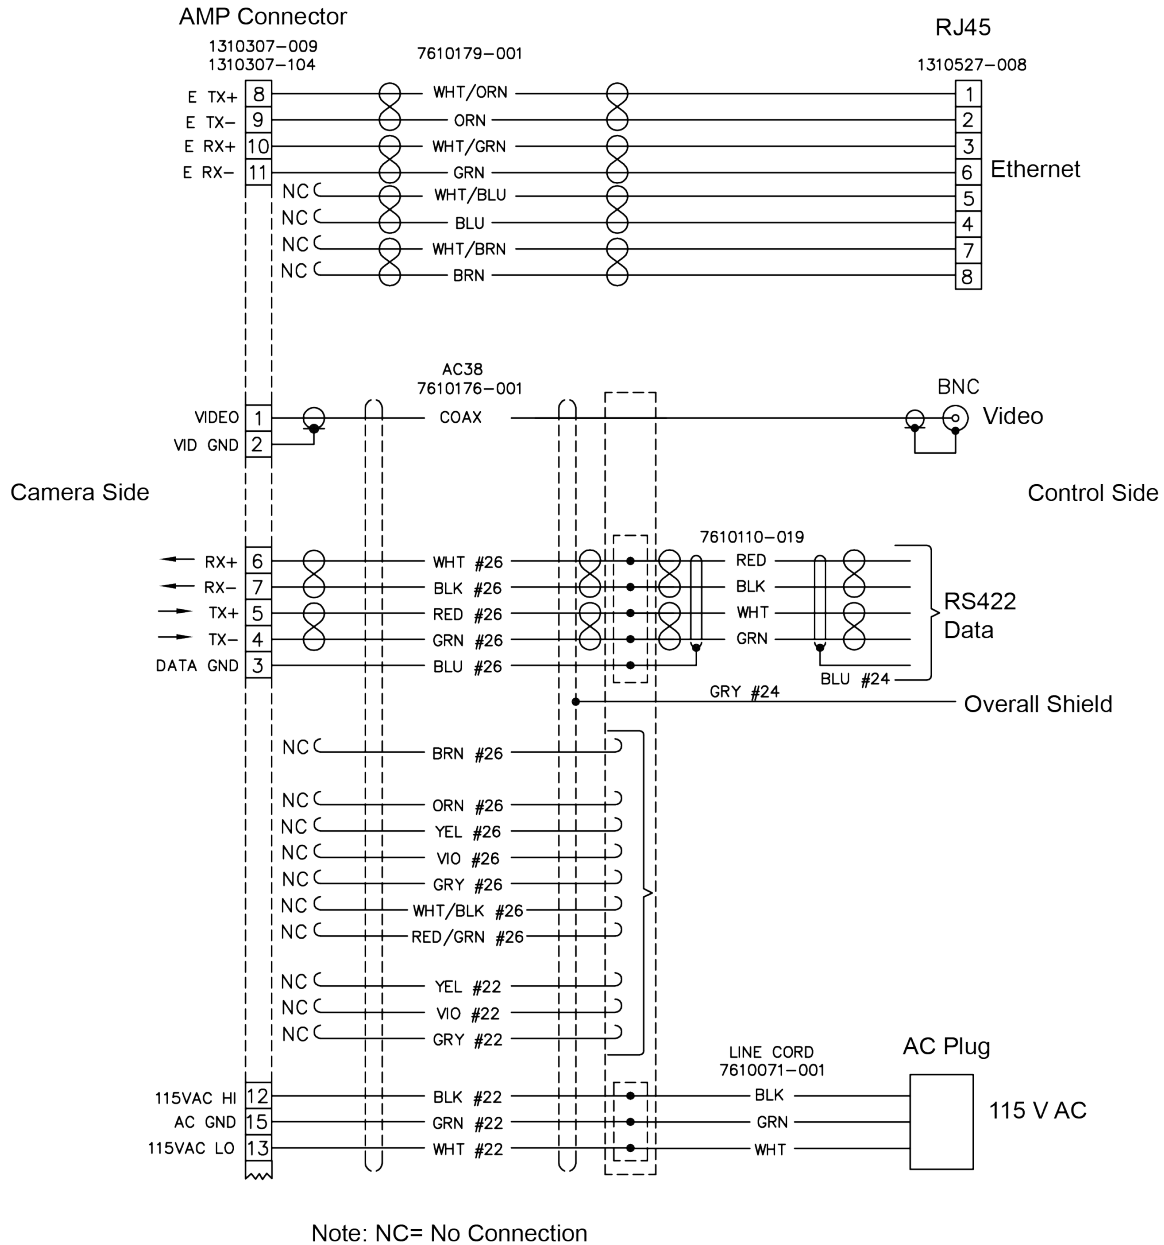 AMP Connector
RJ45
1310307-009
1310307-104
7610179-001
1310527-008
E TX+ 8 WHT/ORN 1
E TX- 9 ORN 2
E RX+ 10 WHT/GRN 3
E RX- 11 GRN 6 Ethernet
NC WHT/BLU 5
NC BLU 4
NC WHT/BRN 7
NC BRN 8
AC38
7610176-001
BNC
VIDEO 1 COAX Video
VID GND 2
Camera Side Control Side
7610110-019
RX+ 6 WHT #26 RED
RX- 7 BLK #26 BLK
TX+ 5 RED #26 WHT
TX- 4 GRN #26 GRN
RS422
Data
DATA GND 3 BLU #26
BLU #24
GRY #24
Overall Shield
NC BRN #26
NC ORN #26
NC YEL #26
NC VIO #26
NC GRY #26
NC WHT/BLK #26
NC RED/GRN #26
NC YEL #22
NC VIO #22
NC GRY #22
LINE CORD
7610071-001
AC Plug
115VAC HI 12 BLK #22 BLK
115 V AC
AC GND 15 GRN #22 GRN
115VAC LO 13 WHT #22 WHT
Note: NC= No Connection